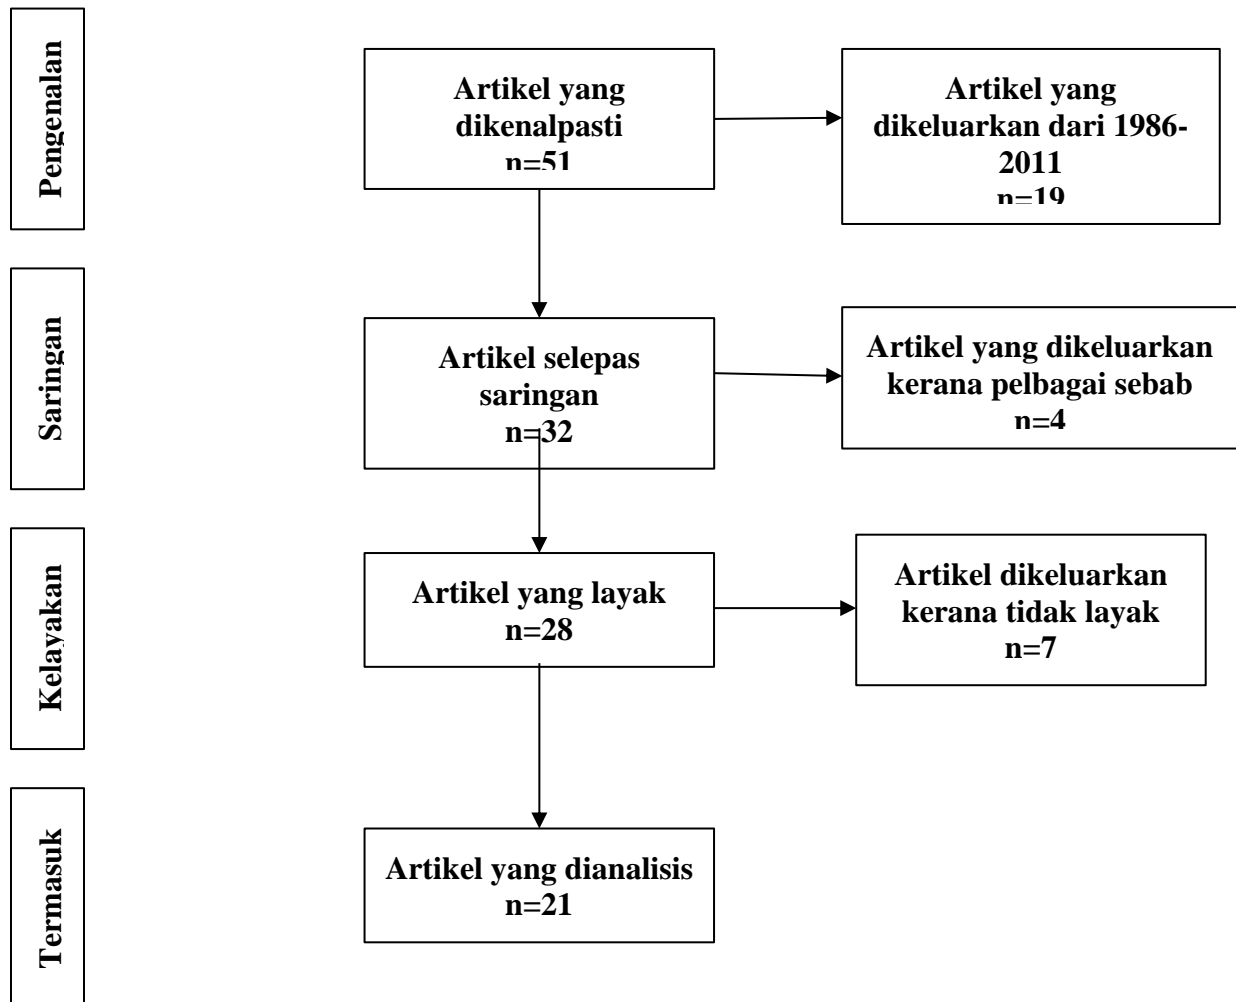 Pengenalan
Artikel yang
dikenalpasti
n=51
Artikel yang
dikeluarkan dari 1986-
2011
n=19
Saringan
Artikel selepas
saringan
n=32
Artikel yang dikeluarkan
kerana pelbagai sebab
n=4
Kelayakan
Artikel yang layak
n=28
Artikel dikeluarkan
kerana tidak layak
n=7
Termasuk
Artikel yang dianalisis
n=21